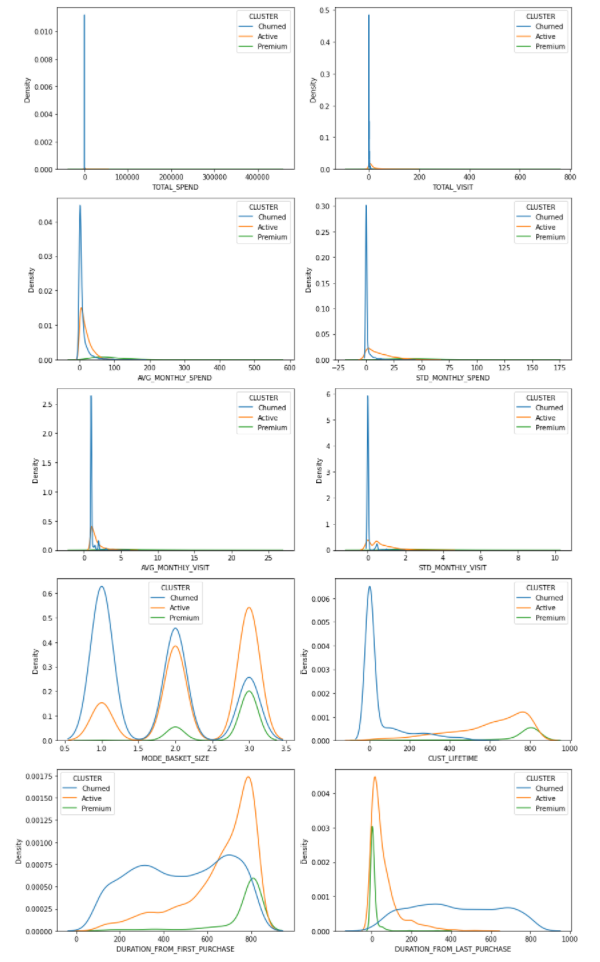 CLUSTER
Churned
Active
Premium
0.010
0.008
0.006
0.004
0.002
0.000
Density
0 100000 200000 300000 400000
TOTAL_SPEND
CLUSTER
Churned
Active
Premium
0.5
0.4
0.3
0.2
0.1
0.0
Density
0 200 400 600 800
TOTAL_VISIT
CLUSTER
Churned
Active
Premium
0.04
0.03
0.02
0.01
0.00
Density
0 100 200 300 400 500 600
AVG_MONTHLY_SPEND
CLUSTER
Churned
Active
Premium
0.30
0.25
0.20
0.15
0.10
0.05
0.00
Density
−25 0 25 50 75 100 125 150 175
STD_MONTHLY_SPEND
CLUSTER
Churned
Active
Premium
2.5
2.0
1.5
1.0
0.5
0.0
Density
0 5 10 15 20 25
AVG_MONTHLY_VISIT
CLUSTER
Churned
Active
Premium
6
5
4
3
2
1
0
Density
0 2 4 6 8 10
STD_MONTHLY_VISIT
CLUSTER
Churned
Active
Premium
0.6
0.5
0.4
0.3
0.2
0.1
0.0
Density
0.5 1.0 1.5 2.0 2.5 3.0 3.5
MODE_BASKET_SIZE
CLUSTER
Churned
Active
Premium
0.006
0.005
0.004
0.003
0.002
0.001
0.000
Density
0 200 400 600 800 1000
CUST_LIFETIME
CLUSTER
Churned
Active
Premium
0.00175
0.00150
0.00125
0.00100
0.00075
0.00050
0.00025
0.00000
Density
0 200 400 600 800
DURATION_FROM_FIRST_PURCHASE
CLUSTER
Churned
Active
Premium
0.004
0.003
0.002
0.001
0.000
Density
0 200 400 600 800 1000
DURATION_FROM_LAST_PURCHASE